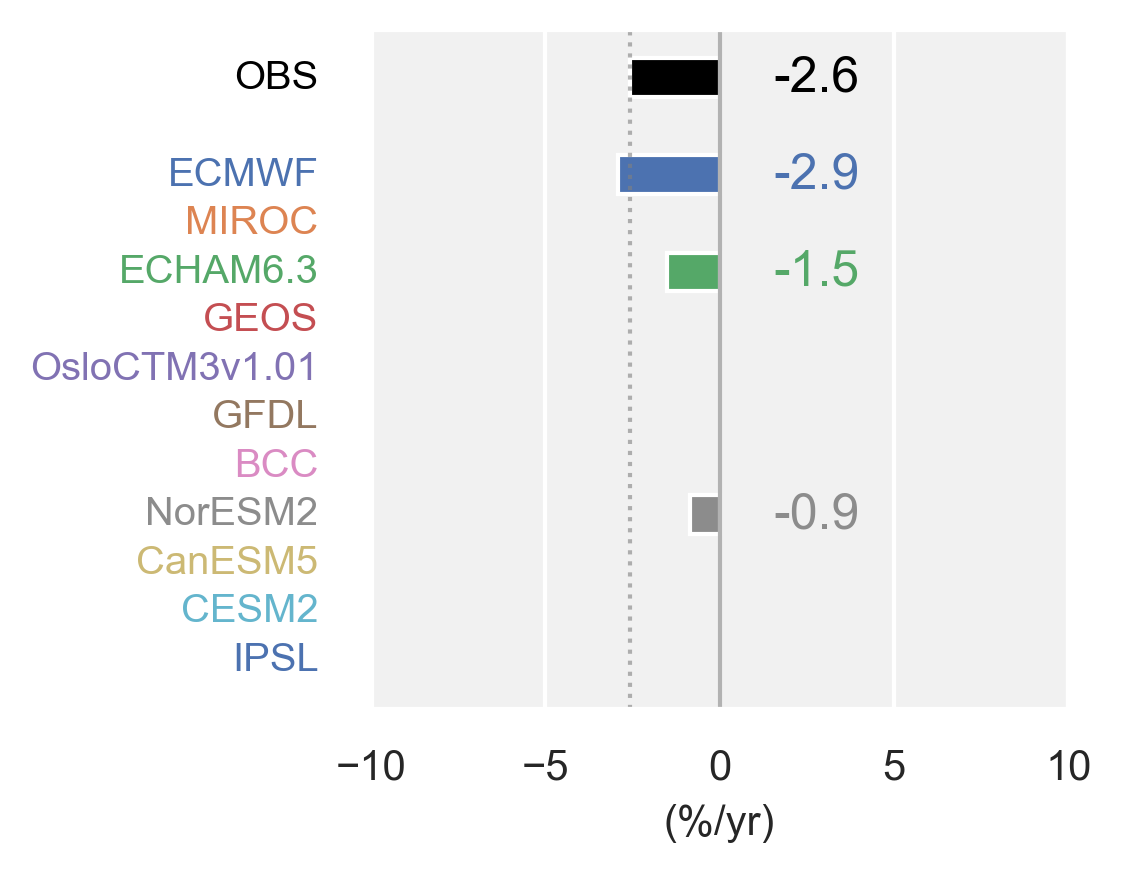 OBS -2.6
ECMWF -2.9
MIROC
ECHAM6.3 -1.5
GEOS
OsloCTM3v1.01
GFDL
BCC
NorESM2 -0.9
CanESM5
CESM2
IPSL
−10 −5 0 5 10
(%/yr)